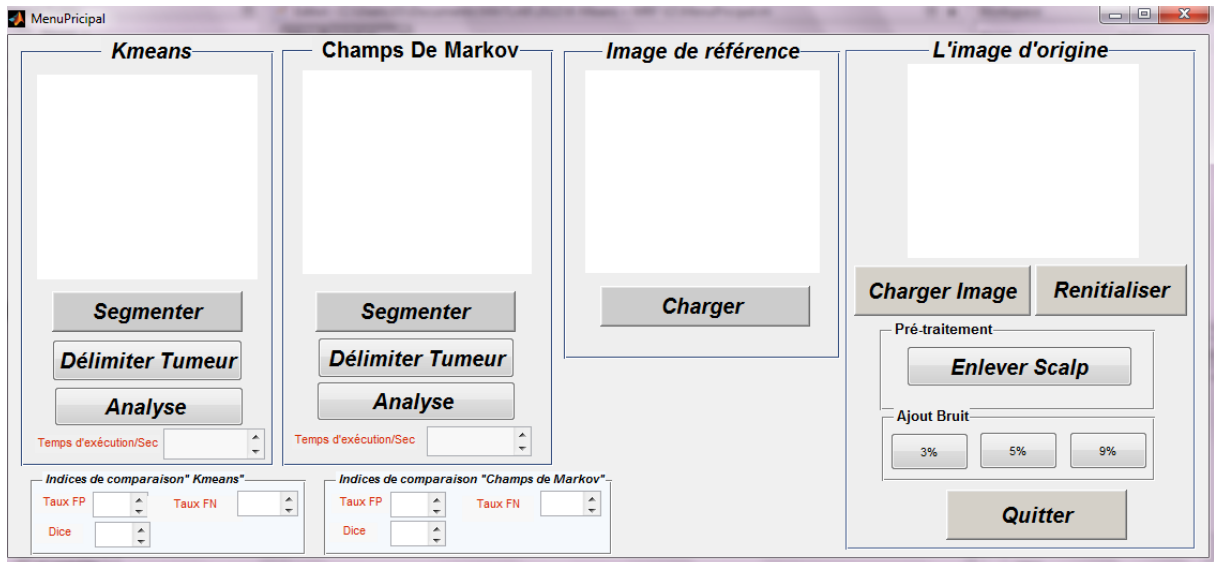 MenuPricipal
Kmeans
Segmenter
Délimiter Tumeur
Analyse
Temps d'exécution/Sec
Indices de comparaison" Kmeans"
Taux FP
Taux FN
Dice
Champs De Markov
Segmenter
Délimiter Tumeur
Analyse
Temps d'exécution/Sec
Indices de comparaison "Champs de Markov"
Taux FP
Taux FN
Dice
Image de référence
Charger
L'image d'origine
Charger Image
Renitialiser
Pré-traitement
Enlever Scalp
Ajout Bruit
3%
5%
9%
Quitter